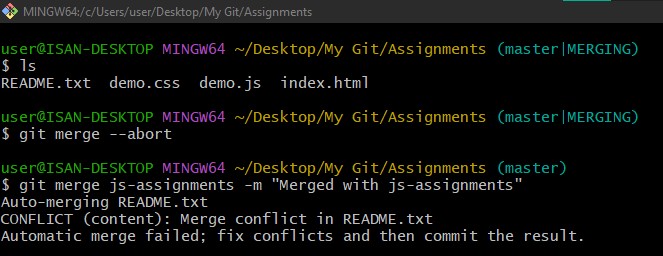 MINGW64:/c/Users/user/Desktop/My Git/Assignments
user@ISAN-DESKTOP MINGW64 ~/Desktop/My Git/Assignments (master|MERGING)
$ ls
README.txt  demo.css  demo.js  index.html
user@ISAN-DESKTOP MINGW64 ~/Desktop/My Git/Assignments (master|MERGING)
$ git merge --abort
user@ISAN-DESKTOP MINGW64 ~/Desktop/My Git/Assignments (master)
$ git merge js-assignments -m "Merged with js-assignments"
Auto-merging README.txt
CONFLICT (content): Merge conflict in README.txt
Automatic merge failed; fix conflicts and then commit the result.